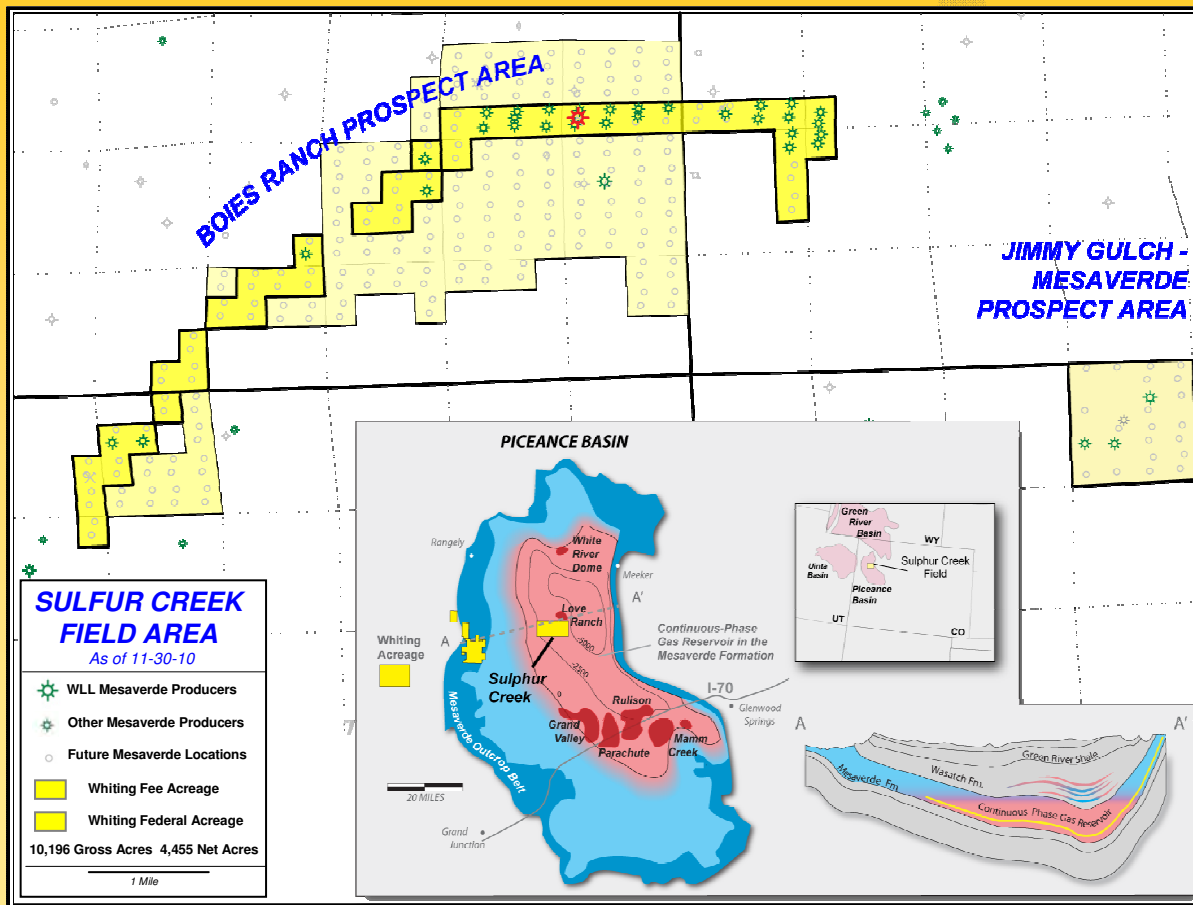 BOIES RANCH PROSPECT AREA
JIMMY GULCH -
MESAVERDE
PROSPECT AREA
SULFUR CREEK
FIELD AREA
As of 11-30-10
WLL Mesaverde Producers
Other Mesaverde Producers
Future Mesaverde Locations
Whiting Fee Acreage
Whiting Federal Acreage
10,196 Gross Acres 4,455 Net Acres
1 Mile
PICEANCE BASIN
Rangely
White
River
Dome
Meeker
A'
Love
Ranch
A
Whiting
Acreage
Continuous-Phase
Gas Reservoir in the
Mesaverde Formation
-5000
-2500
Sulphur
Creek
I-70
Rulison
Glenwood
Springs
Grand
Valley
Parachute
Mamm
Creek
Mesaverde Outcrop Belt
20 MILES
Grand
Junction
Green
River
Basin
WY
Uinta
Basin
Sulphur Creek
Field
Piceance
Basin
UT
CO
A
A'
Green River Shale
Wasatch Fm.
Mesaverde Fm.
Continuous Phase Gas Reservoir